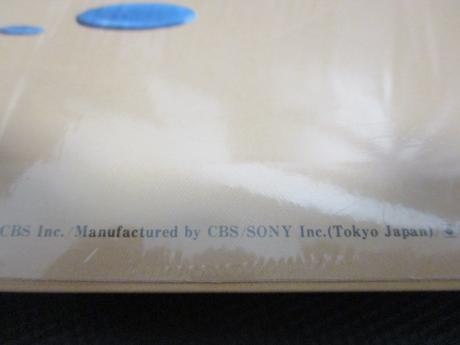 CBS Inc./Manufactured by CBS/SONY Inc.(Tokyo Japan)/